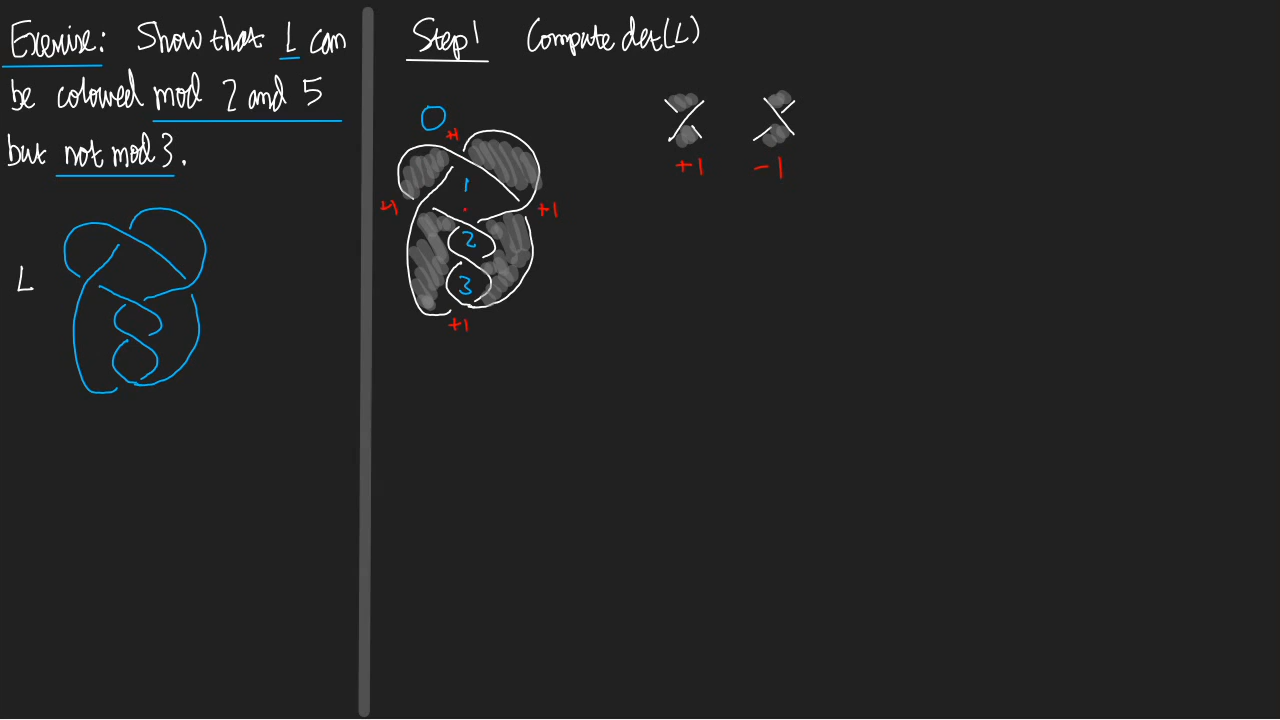 Exercise: Show that L can
be coloured mod 2 and 5
but not mod 3.
L
Step 1 Compute det(L)
0
+1
1
+1
+1
2
3
+1
+1 -1